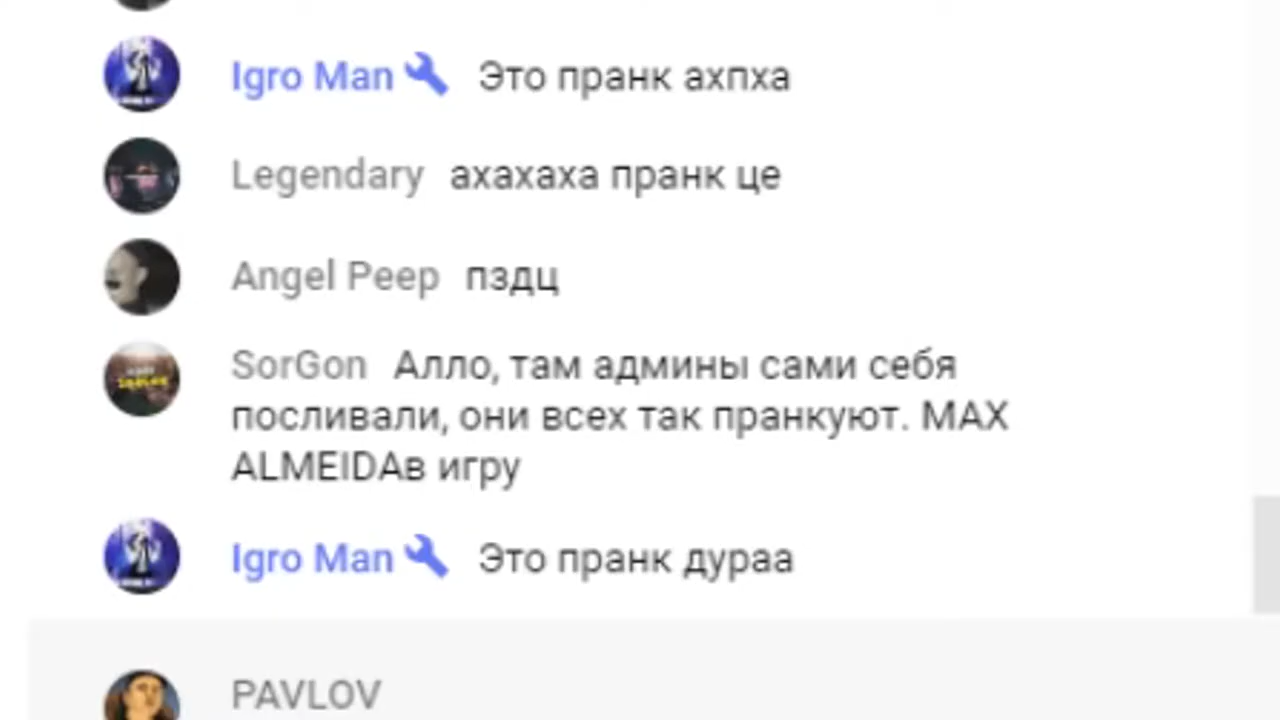 Igro Man Это пранк ахпха
Legendary ахахаха пранк це
Angel Peep пздц
SorGon Алло, там админы сами себя
посливали, они всех так пранкуют. MAX
ALMEIDAв игру
Igro Man Это пранк дураа
PAVLOV